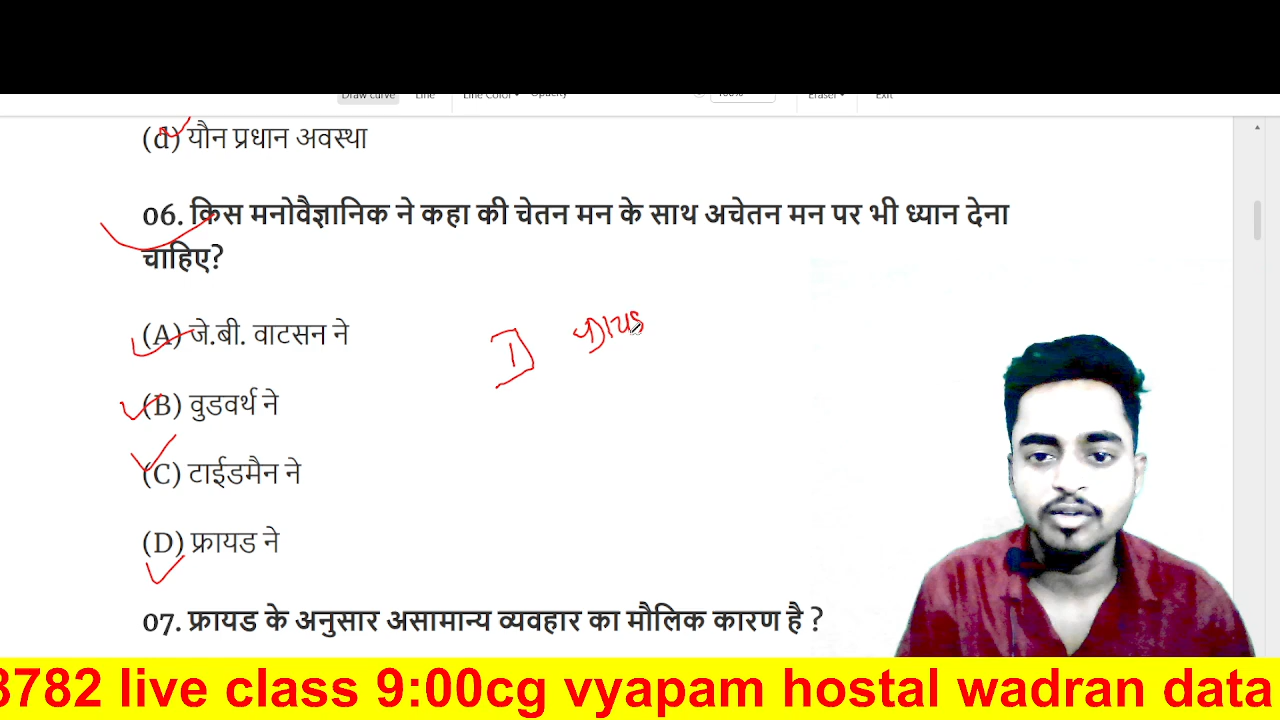 (d) यौन प्रधान अवस्था
06. किस मनोवैज्ञानिक ने कहा की चेतन मन के साथ अचेतन मन पर भी ध्यान देना
चाहिए?
(A) जे.बी. वाटसन ने
(B) वुडवर्थ ने
(C) टाईडमैन ने
(D) फ्रायड ने
07. फ्रायड के अनुसार असामान्य व्यवहार का मौलिक कारण है ?
3782 live class 9:00cg vyapam hostal wadran data